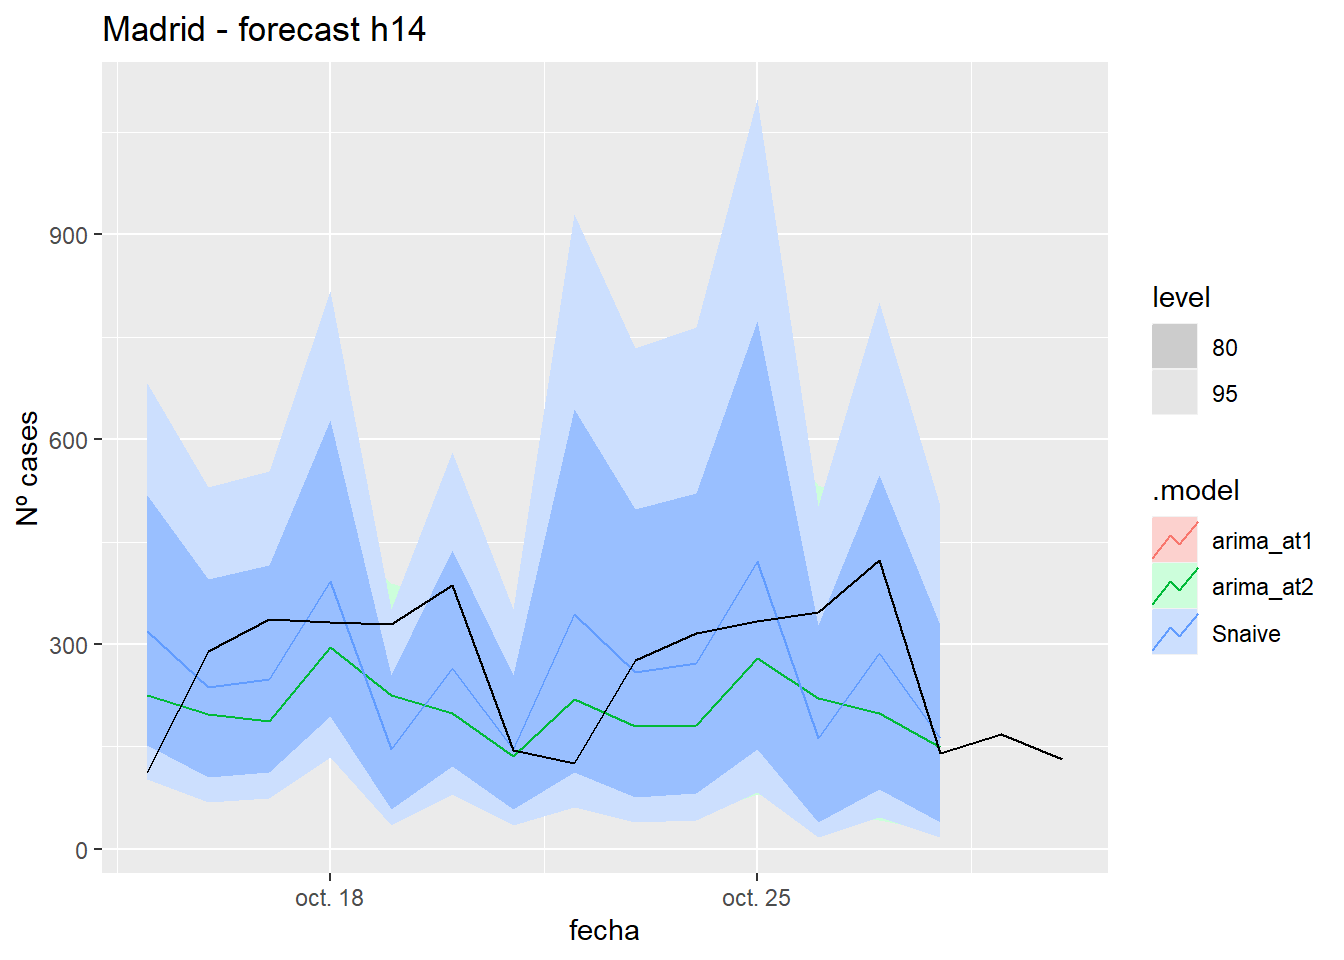 Madrid - forecast h14
Nº cases
900
600
300
0
oct. 18
oct. 25
fecha
level
80
95
.model
arima_at1
arima_at2
Snaive